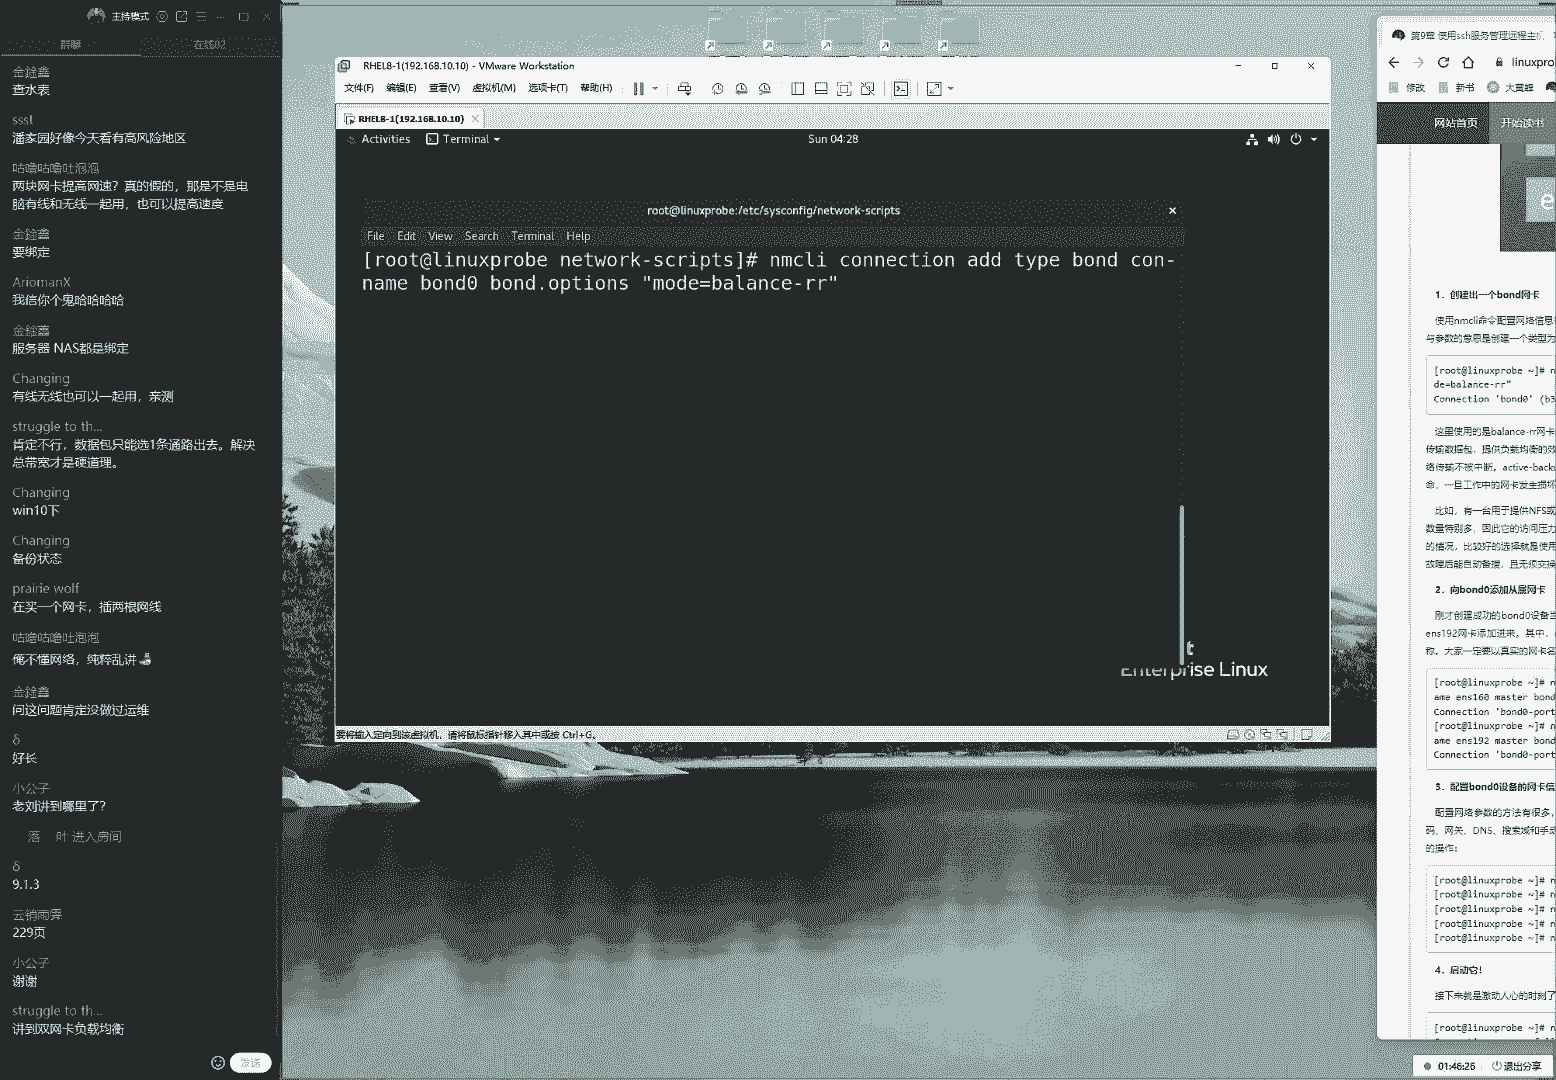 主持模式
群聊
在线82
金鍂鑫
查水表
ssst
潘家园好像今天看有高风险地区
咕噜咕噜吐泡泡
两块网卡提高网速？真的假的，那是不是电
脑有线和无线一起用，也可以提高速度
金鍂鑫
要绑定
AriomanX
我信你个鬼哈哈哈哈
金鍂鑫
服务器 NAS都是绑定
Changing
有线无线也可以一起用，亲测
struggle to th...
肯定不行，数据包只能选1条通路出去。解决
总带宽才是硬道理。
Changing
win10下
Changing
备份状态
prairie wolf
在买一个网卡，插两根网线
咕噜咕噜吐泡泡
俺不懂网络，纯粹乱讲
金鍂鑫
问这问题肯定没做过运维
δ
好长
小公子
老刘讲到哪里了？
落 叶 进入房间
δ
9.1.3
云销雨霁
229页
小公子
谢谢
struggle to th...
讲到双网卡负载均衡
发送
RHEL8-1(192.168.10.10) - VMware Workstation
文件(F) 编辑(E) 查看(V) 虚拟机(M) 选项卡(T) 帮助(H)
RHEL8-1(192.168.10.10)
Activities Terminal Sun 04:28
root@linuxprobe:/etc/sysconfig/network-scripts
File Edit View Search Terminal Help
[root@linuxprobe network-scripts]# nmcli connection add type bond con-
name bond0 bond.options "mode=balance-rr"
Enterprise Linux
要将输入定向到该虚拟机，请将鼠标指针移入其中或按 Ctrl+G。
第9章 使用ssh服务管理远程主机
linuxpro
修改 新书 大黄蜂
网站首页 开始读书
1. 创建出一个bond网卡
使用nmcli命令配置网络信息
与参数的意思是创建一个类型为
[root@linuxprobe ~]# n
de=balance-rr"
Connection 'bond0' (b3
这里使用的是balance-rr网卡
传输数据包，提供负载均衡的效
络传输不被中断。active-back
命，一旦工作中的网卡发生损坏
比如，有一台用于提供NFS或
数量特别多，因此它的访问压力
的情况，比较好的选择就是使用
故障后能自动备援，且无须交换
2. 向bond0添加从属网卡
刚才创建成功的bond0设备当
ens192网卡添加进来。其中，
称。大家一定要以真实的网卡名
[root@linuxprobe ~]# n
ame ens160 master bond
Connection 'bond0-port
[root@linuxprobe ~]# n
ame ens192 master bond
Connection 'bond0-port
3. 配置bond0设备的网卡信
配置网络参数的方法有很多，
码、网关、DNS、搜索域和手动
的操作：
[root@linuxprobe ~]# n
[root@linuxprobe ~]# n
[root@linuxprobe ~]# n
[root@linuxprobe ~]# n
[root@linuxprobe ~]# n
4. 启动它！
接下来就是激动人心的时刻了
[root@linuxprobe ~]# n
01:46:26 退出分享